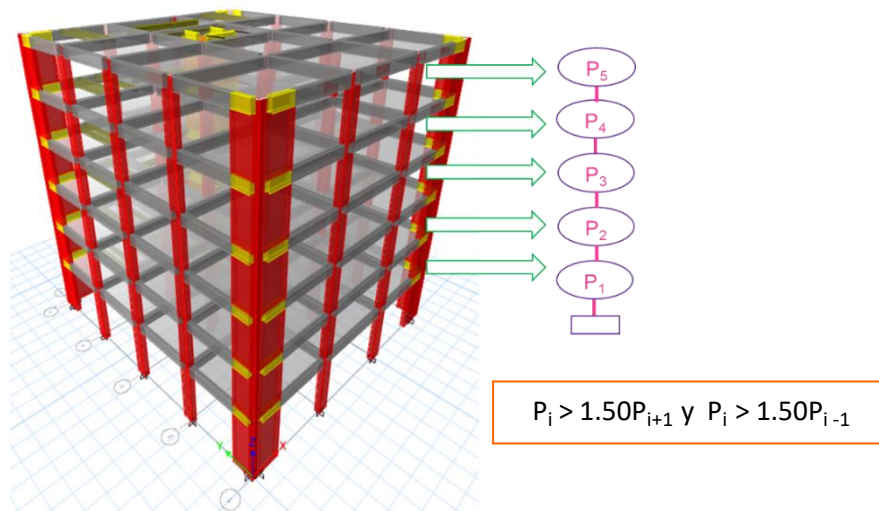 P₅
P₄
P₃
P₂
P₁
Pᵢ > 1.50Pᵢ₊₁ y Pᵢ > 1.50Pᵢ ₋₁
Z
Y
X